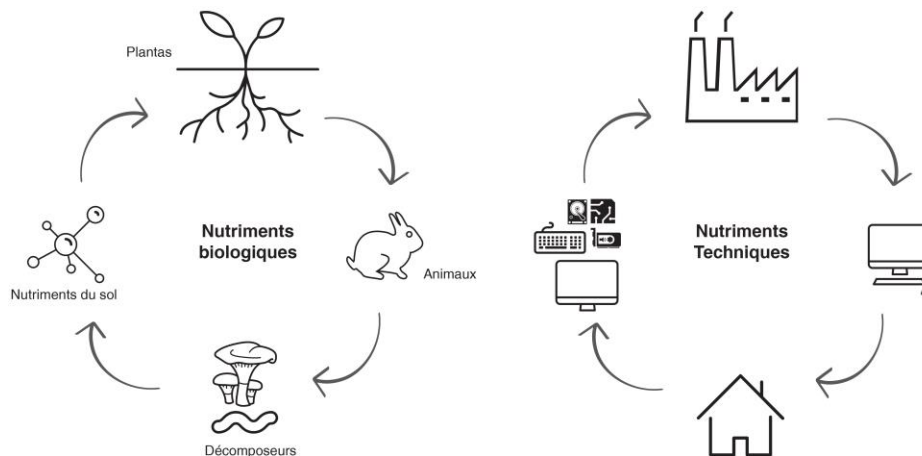 Plantas
Nutriments
biologiques
Animaux
Nutriments du sol
Décomposeurs
Nutriments
Techniques